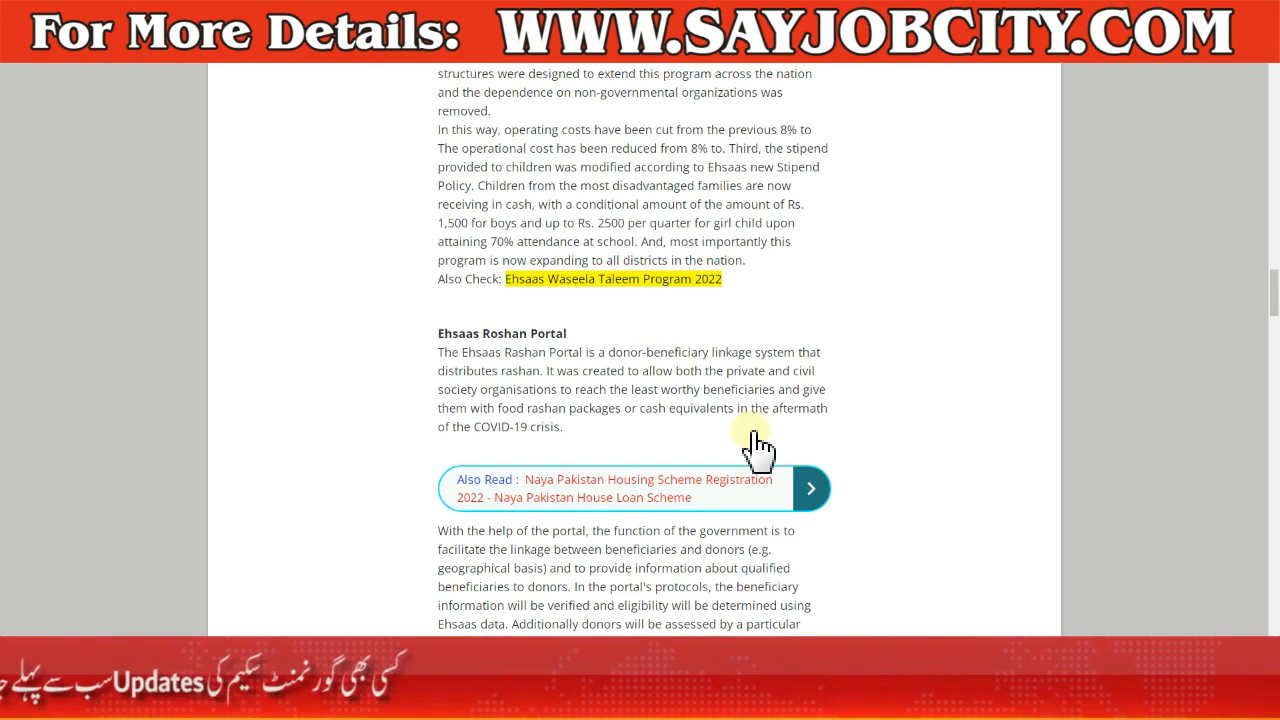 For More Details: WWW.SAYJOBCITY.COM
structures were designed to extend this program across the nation
and the dependence on non-governmental organizations was
removed.
In this way, operating costs have been cut from the previous 8% to
The operational cost has been reduced from 8% to. Third, the stipend
provided to children was modified according to Ehsaas new Stipend
Policy. Children from the most disadvantaged families are now
receiving in cash, with a conditional amount of the amount of Rs.
1,500 for boys and up to Rs. 2500 per quarter for girl child upon
attaining 70% attendance at school. And, most importantly this
program is now expanding to all districts in the nation.
Also Check: Ehsaas Waseela Taleem Program 2022
Ehsaas Roshan Portal
The Ehsaas Rashan Portal is a donor-beneficiary linkage system that
distributes rashan. It was created to allow both the private and civil
society organisations to reach the least worthy beneficiaries and give
them with food rashan packages or cash equivalents in the aftermath
of the COVID-19 crisis.
Also Read : Naya Pakistan Housing Scheme Registration
2022 - Naya Pakistan House Loan Scheme
With the help of the portal, the function of the government is to
facilitate the linkage between beneficiaries and donors (e.g.
geographical basis) and to provide information about qualified
beneficiaries to donors. In the portal's protocols, the beneficiary
information will be verified and eligibility will be determined using
Ehsaas data. Additionally donors will be assessed by a particular
کسی بھی گورنمنٹ سکیم کی Updates سب سے پہلے